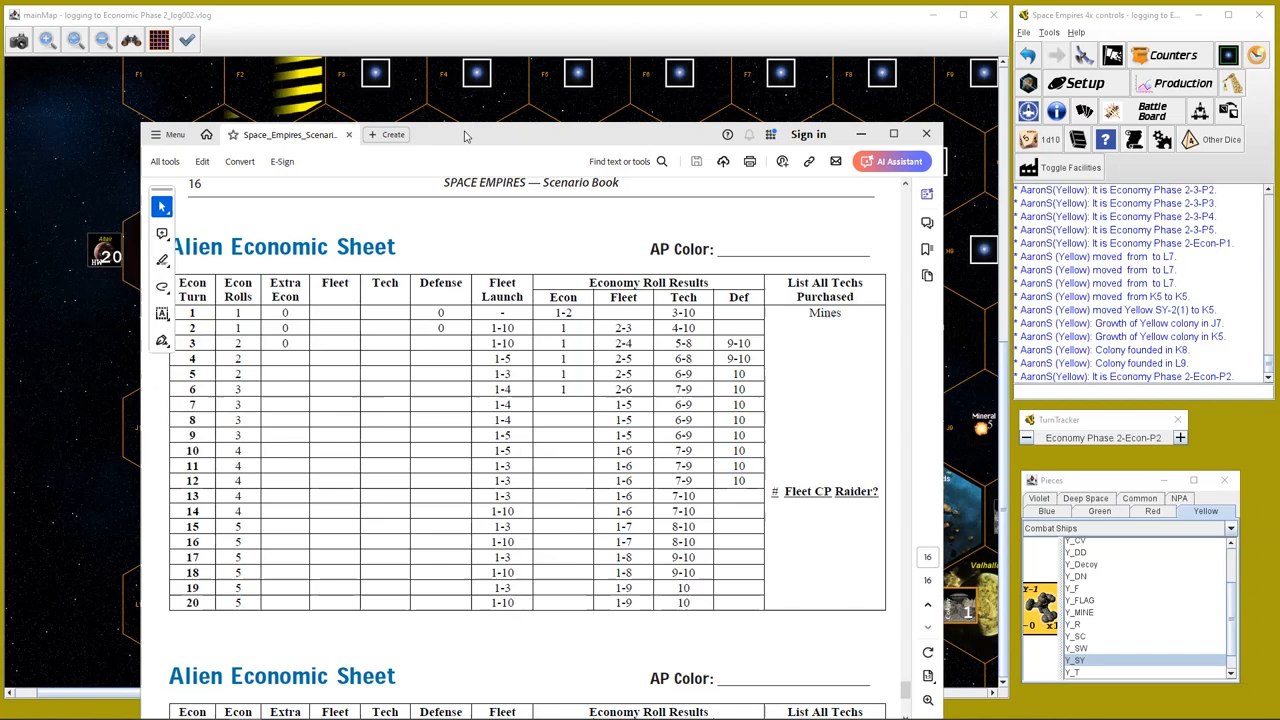 mainMap - logging to Economic Phase 2_log002.vlog
F1
F2
F3
F4
F5
F6
F7
F8
F9
Menu
Space_Empires_Scenari...
Create
Sign in
All tools
Edit
Convert
E-Sign
Find text or tools
AI Assistant
16
SPACE EMPIRES — Scenario Book
Alien Economic Sheet
AP Color:
Econ Turn Econ Rolls Extra Econ Fleet Tech Defense Fleet Launch Economy Roll Results List All Techs Purchased
Econ Fleet Tech Def
1 1 0 0 - 1-2 3-10 Mines
2 1 0 0 1-10 1 2-3 4-10
3 2 0 1-10 1 2-4 5-8 9-10
4 2 1-5 1 2-5 6-8 9-10
5 2 1-3 1 2-5 6-9 10
6 3 1-4 1 2-6 7-9 10
7 3 1-4 1-5 6-9 10
8 3 1-4 1-5 6-9 10
9 3 1-5 1-5 6-9 10
10 4 1-5 1-6 7-9 10
11 4 1-3 1-6 7-9 10
12 4 1-3 1-6 7-9 10
# Fleet CP Raider?
13 4 1-3 1-6 7-10
14 4 1-10 1-6 7-10
15 5 1-3 1-7 8-10
16 5 1-10 1-7 8-10
17 5 1-3 1-8 9-10
18 5 1-10 1-8 9-10
19 5 1-3 1-9 10
20 5 1-10 1-9 10
Alien Economic Sheet
AP Color:
Econ Econ Extra Fleet Tech Defense Fleet Economy Roll Results List All Techs
16
16
Altair
HW 20
J1
H9
Mineral
5
Valhalla
Colony 1
Space Empires 4x controls - logging to E...
File Tools Help
Counters
Setup
Production
Battle Board
1d10
Other Dice
Toggle Facilities
* AaronS(Yellow): It is Economy Phase 2-3-P2.
* AaronS(Yellow): It is Economy Phase 2-3-P3.
* AaronS(Yellow): It is Economy Phase 2-3-P4.
* AaronS(Yellow): It is Economy Phase 2-3-P5.
* AaronS(Yellow): It is Economy Phase 2-Econ-P1.
* AaronS (Yellow): moved from to L7.
* AaronS (Yellow): moved from to L7.
* AaronS (Yellow): moved from K5 to K5.
* AaronS (Yellow): moved Yellow SY-2(1) to K5.
* AaronS (Yellow): Growth of Yellow colony in J7.
* AaronS (Yellow): Growth of Yellow colony in K5.
* AaronS (Yellow): Colony founded in K8.
* AaronS (Yellow): Colony founded in L9.
* AaronS(Yellow): It is Economy Phase 2-Econ-P2.
TurnTracker
Economy Phase 2-Econ-P2
Pieces
Violet Deep Space Common NPA
Blue Green Red Yellow
Combat Ships
Y_CV
Y_DD
Y_Decoy
Y_DN
Y_F
Y_FLAG
Y_MINE
Y_R
Y_SC
Y_SW
Y_SY
Y_T